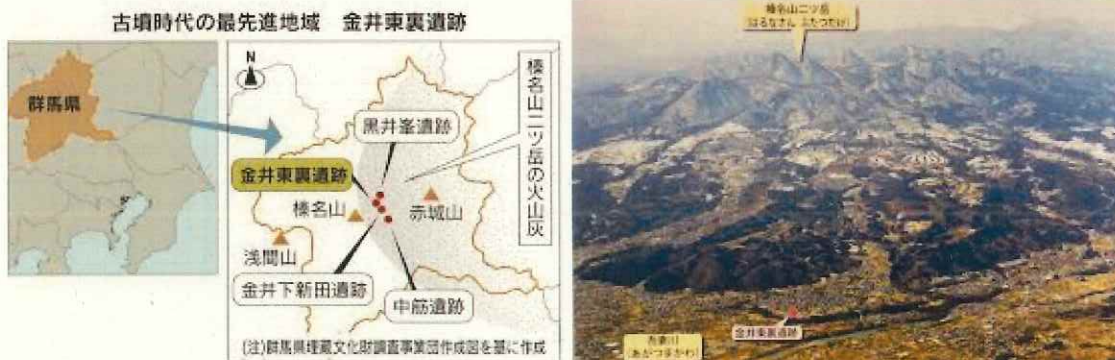 古墳時代の最先進地域 金井東裏遺跡
群馬県
N
黒井峯遺跡
榛名山二ツ岳の火山灰
金井東裏遺跡
榛名山
赤城山
浅間山
金井下新田遺跡
中筋遺跡
(注)群馬県埋蔵文化財調査事業団作成図を基に作成
榛名山二ツ岳
(はるなさん ふたつだけ)
金井東裏遺跡
吾妻川
(あがつまかわ)